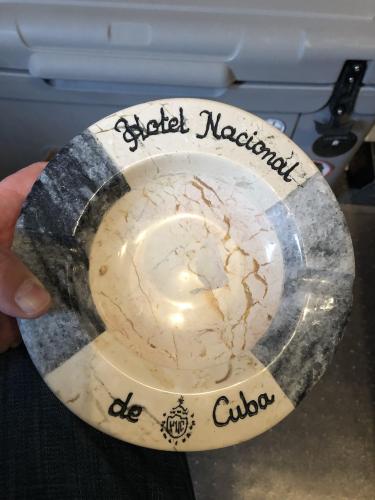 Hotel Nacional
de Cuba